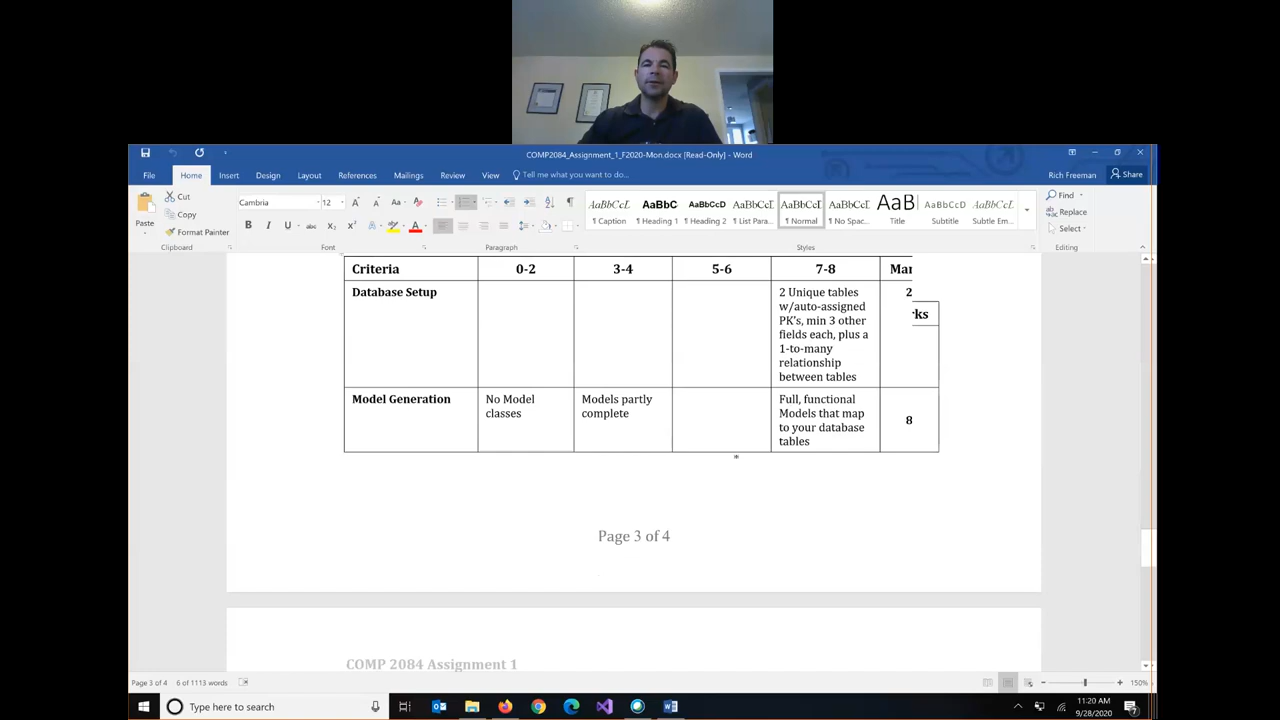 COMP2084_Assignment_1_F2020-Mon.docx [Read-Only] - Word
File Home Insert Design Layout References Mailings Review View Tell me what you want to do... Rich Freeman Share
Paste
Cut
Copy
Format Painter
Clipboard
Cambria 12
Font
Paragraph
AaBbCcL AaBbC AaBbCcD AaBbCcL AaBbCcL AaBbCcL AaB AaBbCcD AaBbCcL
¶ Caption ¶ Heading 1 ¶ Heading 2 ¶ List Para... ¶ Normal ¶ No Spac... Title Subtitle Subtle Em...
Styles
Find
Replace
Select
Editing
Criteria 0-2 3-4 5-6 7-8 Mar
rks
Database Setup
2 Unique tables
w/auto-assigned
PK's, min 3 other
fields each, plus a
1-to-many
relationship
between tables
2
Model Generation
No Model
classes
Models partly
complete
Full, functional
Models that map
to your database
tables
8
Page 3 of 4
COMP 2084 Assignment 1
Page 3 of 4 6 of 1113 words 150%
Type here to search
11:20 AM
9/28/2020